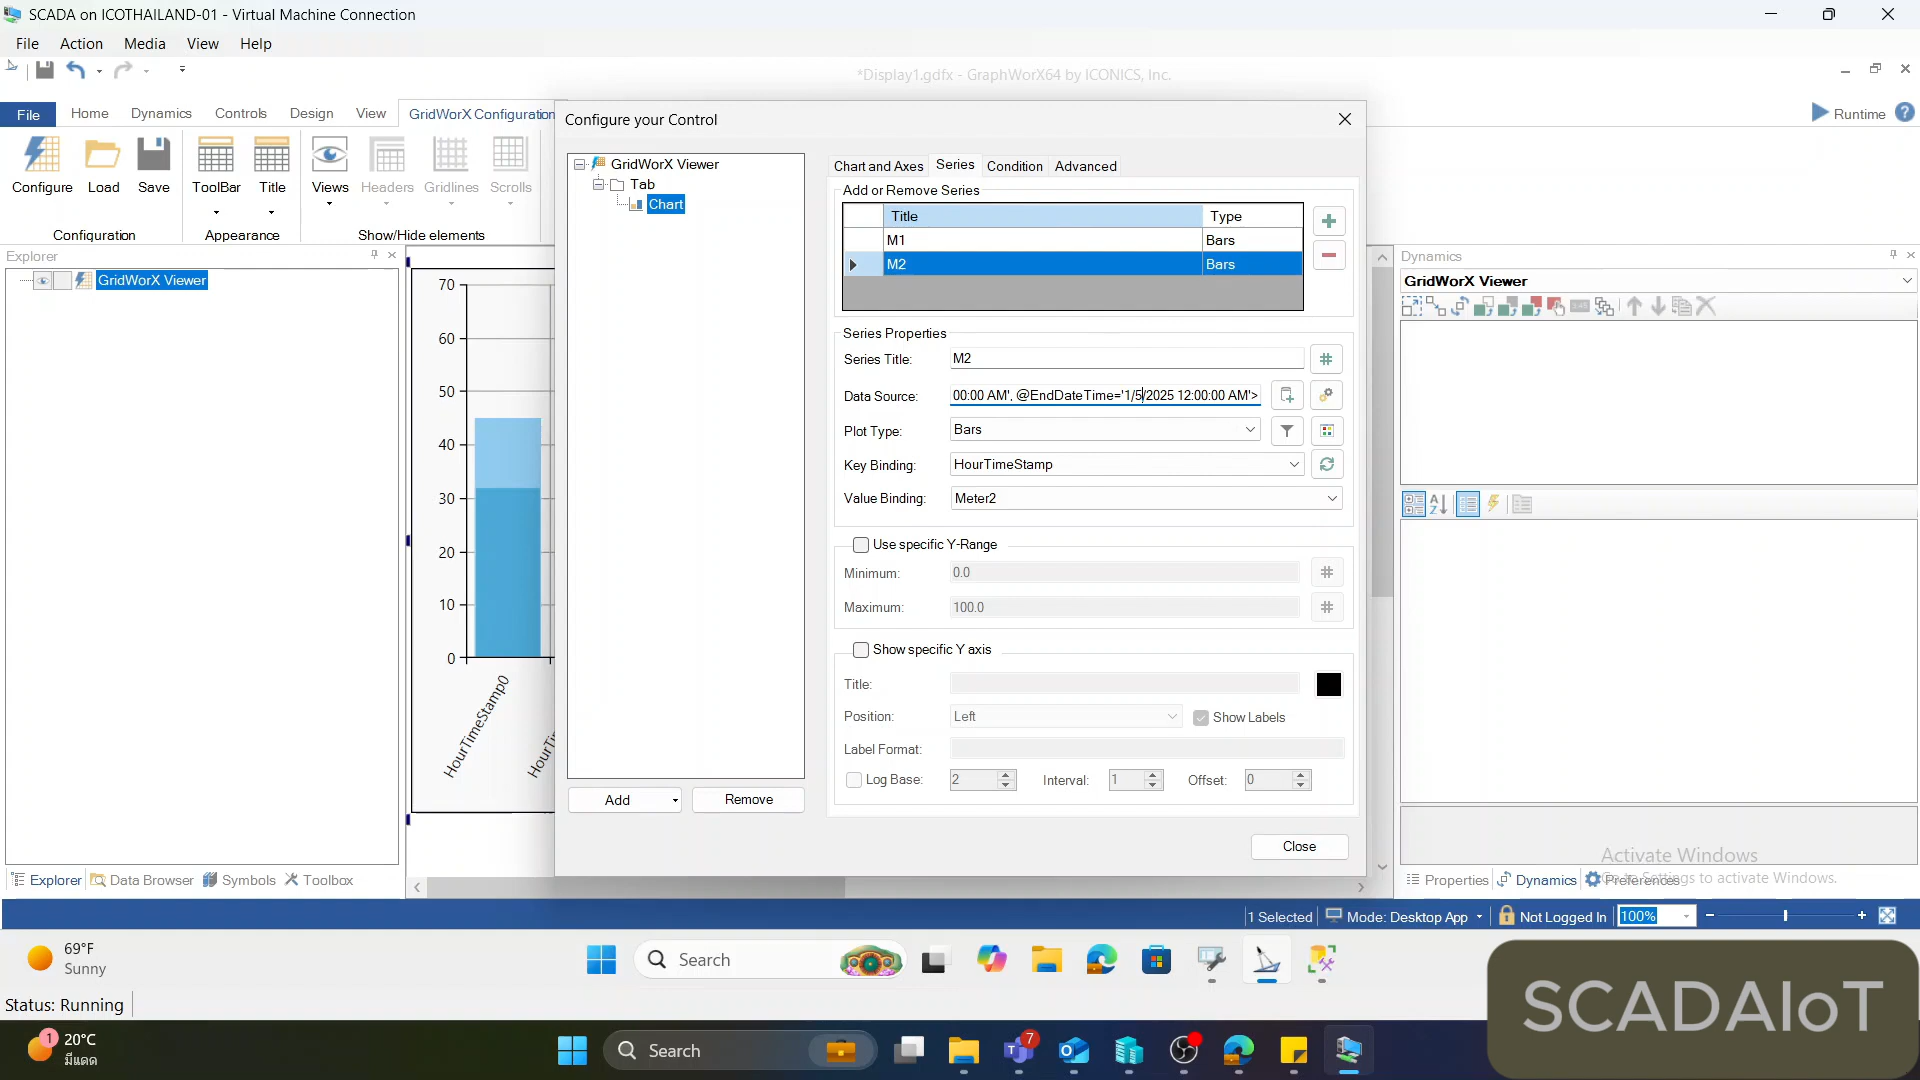 SCADA on ICOTHAILAND-01 - Virtual Machine Connection
File Action Media View Help
*Display1.gdfx - GraphWorX64 by ICONICS, Inc.
File Home Dynamics Controls Design View GridWorX Configuration
Runtime
Configure Load Save ToolBar Title Views Headers Gridlines Scrolls
Configuration Appearance Show/Hide elements
Explorer
GridWorX Viewer
70
60
50
40
30
20
10
0
HourTimeStamp0
HourTi
Configure your Control
GridWorX Viewer
Tab
Chart
Add Remove
Chart and Axes Series Condition Advanced
Add or Remove Series
Title Type
M1 Bars
M2 Bars
Series Properties
Series Title: M2
Data Source: 00:00 AM', @EndDateTime='1/5/2025 12:00:00 AM'>
Plot Type: Bars
Key Binding: HourTimeStamp
Value Binding: Meter2
Use specific Y-Range
Minimum: 0.0
Maximum: 100.0
Show specific Y axis
Title:
Position: Left Show Labels
Label Format:
Log Base: 2 Interval: 1 Offset: 0
Close
Dynamics
GridWorX Viewer
Activate Windows
Go to Settings to activate Windows.
Explorer Data Browser Symbols Toolbox
Properties Dynamics Preferences
1 Selected Mode: Desktop App Not Logged In 100%
69°F
Sunny
Search
Status: Running
SCADAIoT
1
20°C
มีแดด
Search
7